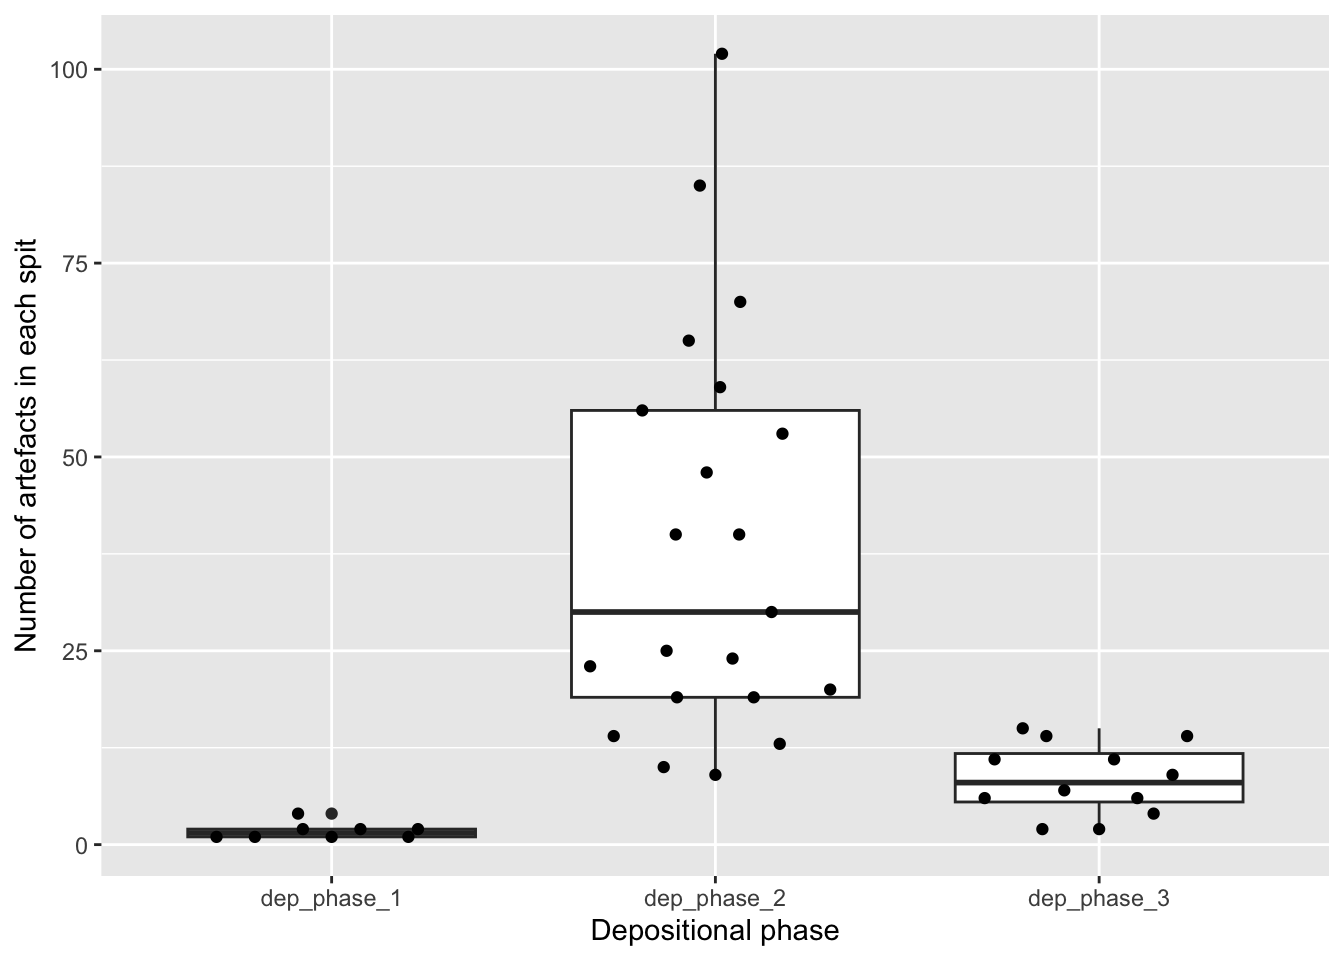 Number of artefacts in each spit
100
75
50
25
0
dep_phase_1 dep_phase_2 dep_phase_3
Depositional phase